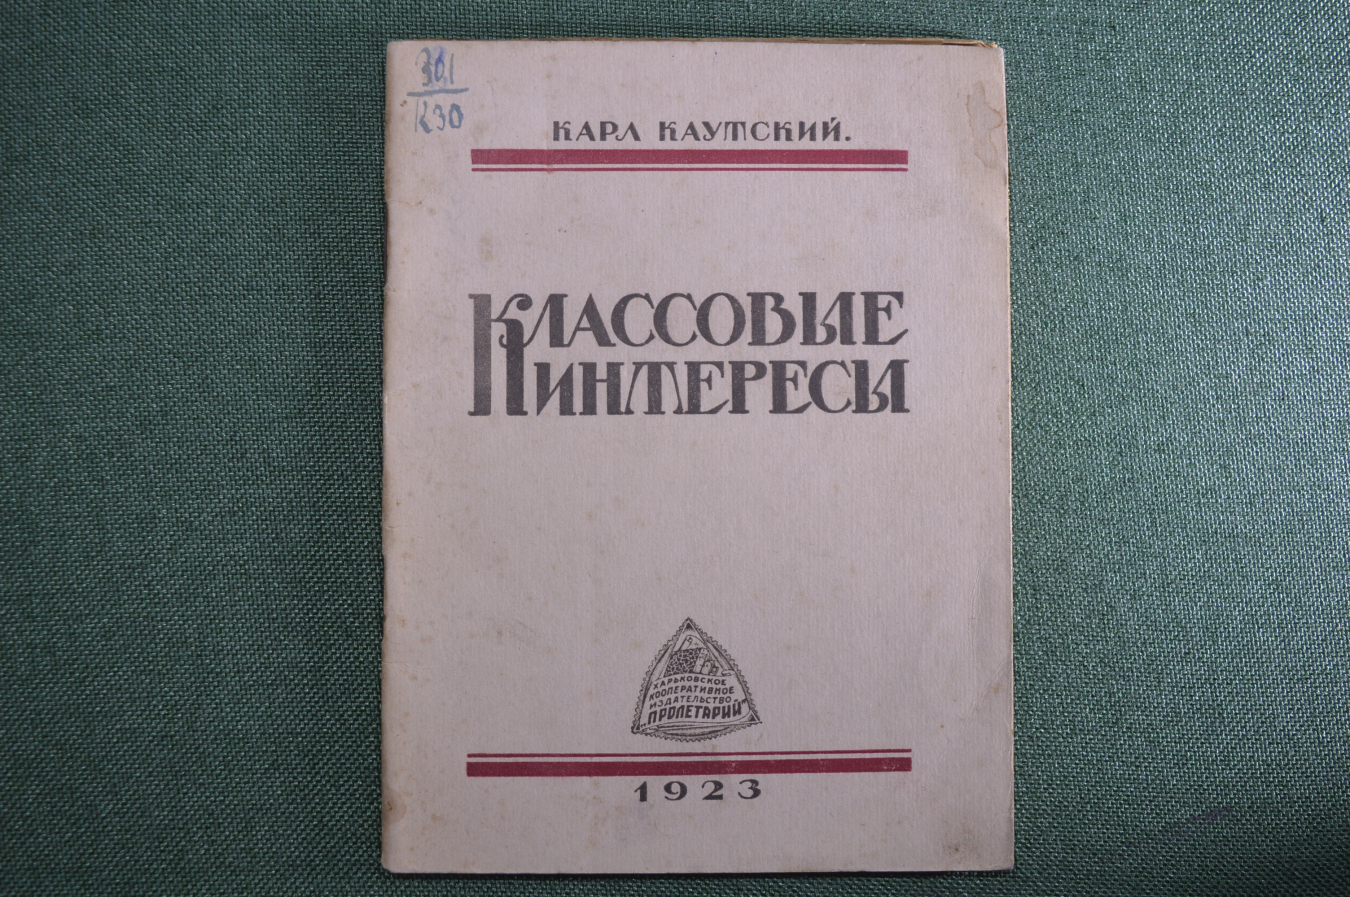 301
К30
КАРЛ КАУТСКИЙ.
КЛАССОВЫЕ
ИНТЕРЕСЫ
ХАРЬКОВСКОЕ
КООПЕРАТИВНОЕ
ИЗДАТЕЛЬСТВО
„ПРОЛЕТАРИЙ"
1923